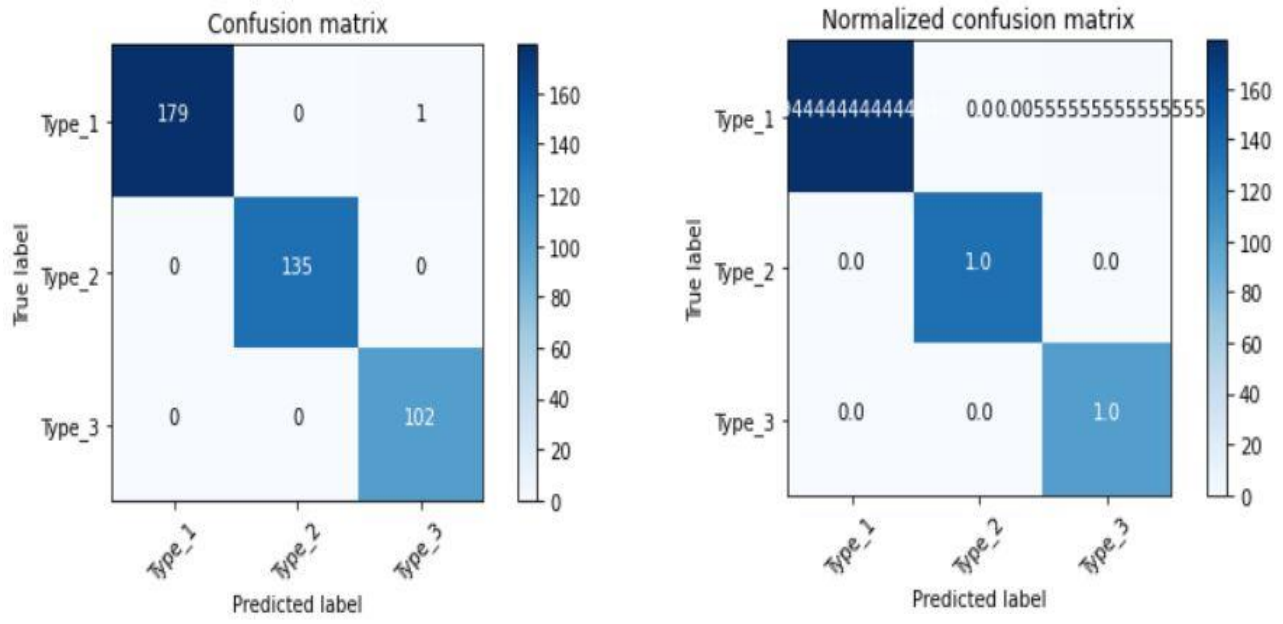 Confusion matrix
160
140
120
100
80
60
40
20
0
True label
Type_1
179 0 1
Type_2
0 135 0
Type_3
0 0 102
Type_1 Type_2 Type_3
Predicted label
Normalized confusion matrix
160
140
120
100
80
60
40
20
0
True label
Type_1
0.0 0.005555555555555555
Type_2
0.0 1.0 0.0
Type_3
0.0 0.0 1.0
Type_1 Type_2 Type_3
Predicted label